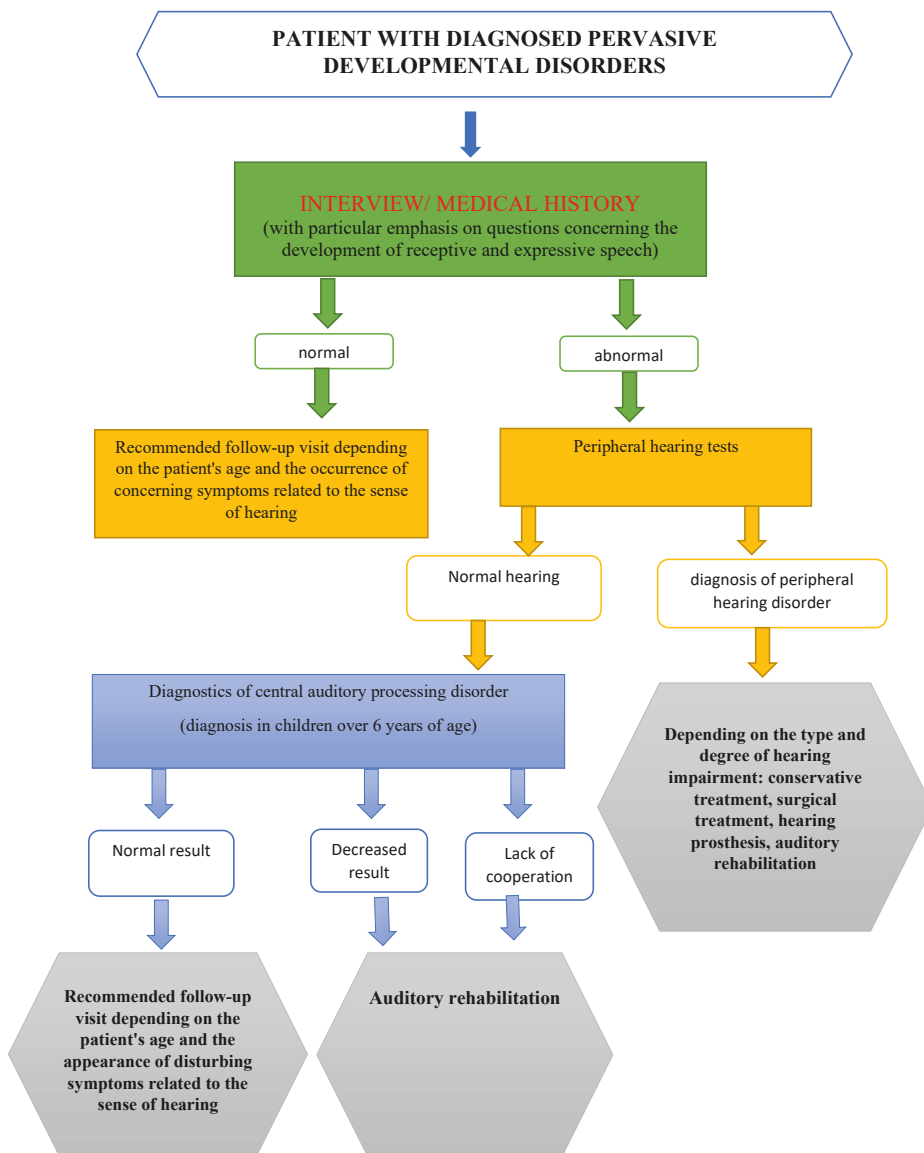 PATIENT WITH DIAGNOSED PERVASIVE
DEVELOPMENTAL DISORDERS
INTERVIEW/ MEDICAL HISTORY
(with particular emphasis on questions concerning the
development of receptive and expressive speech)
normal
abnormal
Recommended follow-up visit depending
on the patient's age and the occurrence of
concerning symptoms related to the sense
of hearing
Peripheral hearing tests
Normal hearing
diagnosis of peripheral
hearing disorder
Diagnostics of central auditory processing disorder
(diagnosis in children over 6 years of age)
Depending on the type and
degree of hearing
impairment: conservative
treatment, surgical
treatment, hearing
prosthesis, auditory
rehabilitation
Normal result
Decreased
result
Lack of
cooperation
Recommended follow-up
visit depending on the
patient's age and the
appearance of disturbing
symptoms related to the
sense of hearing
Auditory rehabilitation